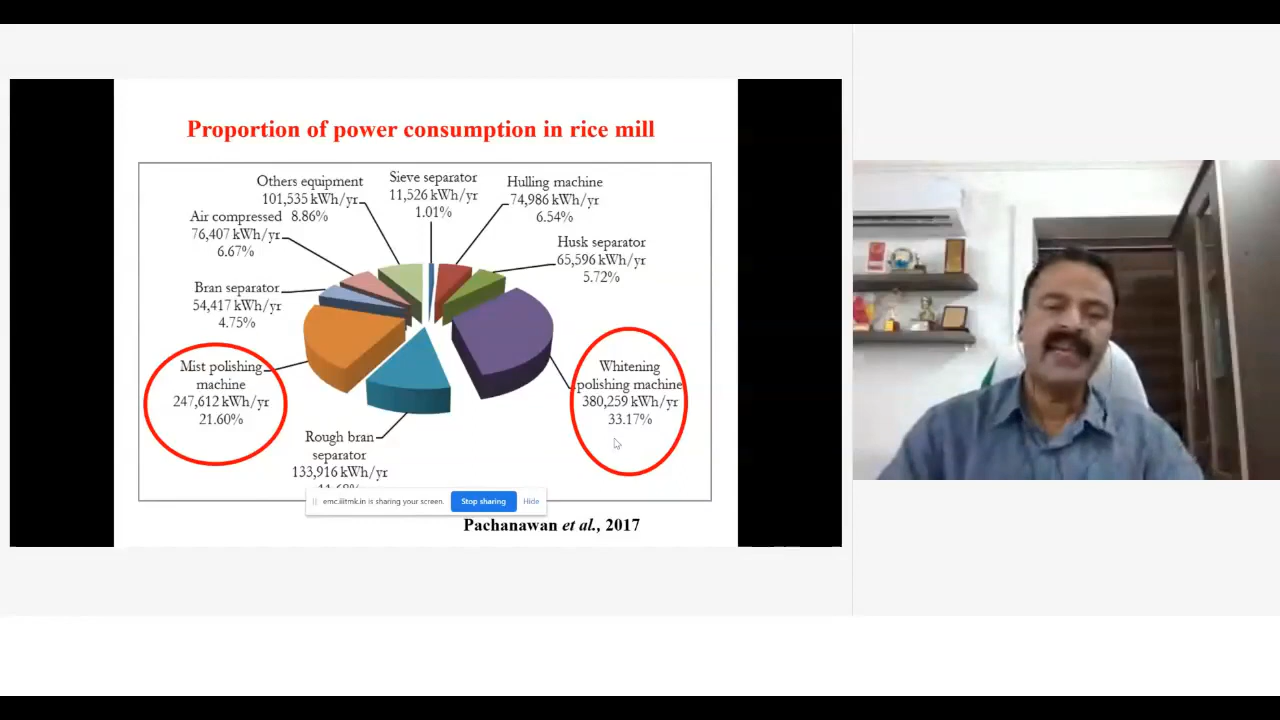 Proportion of power consumption in rice mill
Sieve separator
11,526 kWh/yr
1.01%
Others equipment
101,535 kWh/yr
8.86%
Hulling machine
74,986 kWh/yr
6.54%
Air compressed
76,407 kWh/yr
6.67%
Husk separator
65,596 kWh/yr
5.72%
Bran separator
54,417 kWh/yr
4.75%
Mist polishing
machine
247,612 kWh/yr
21.60%
Whitening
polishing machine
380,259 kWh/yr
33.17%
Rough bran
separator
133,916 kWh/yr
emc.iiitmk.in is sharing your screen.
Stop sharing
Hide
Pachanawan et al., 2017